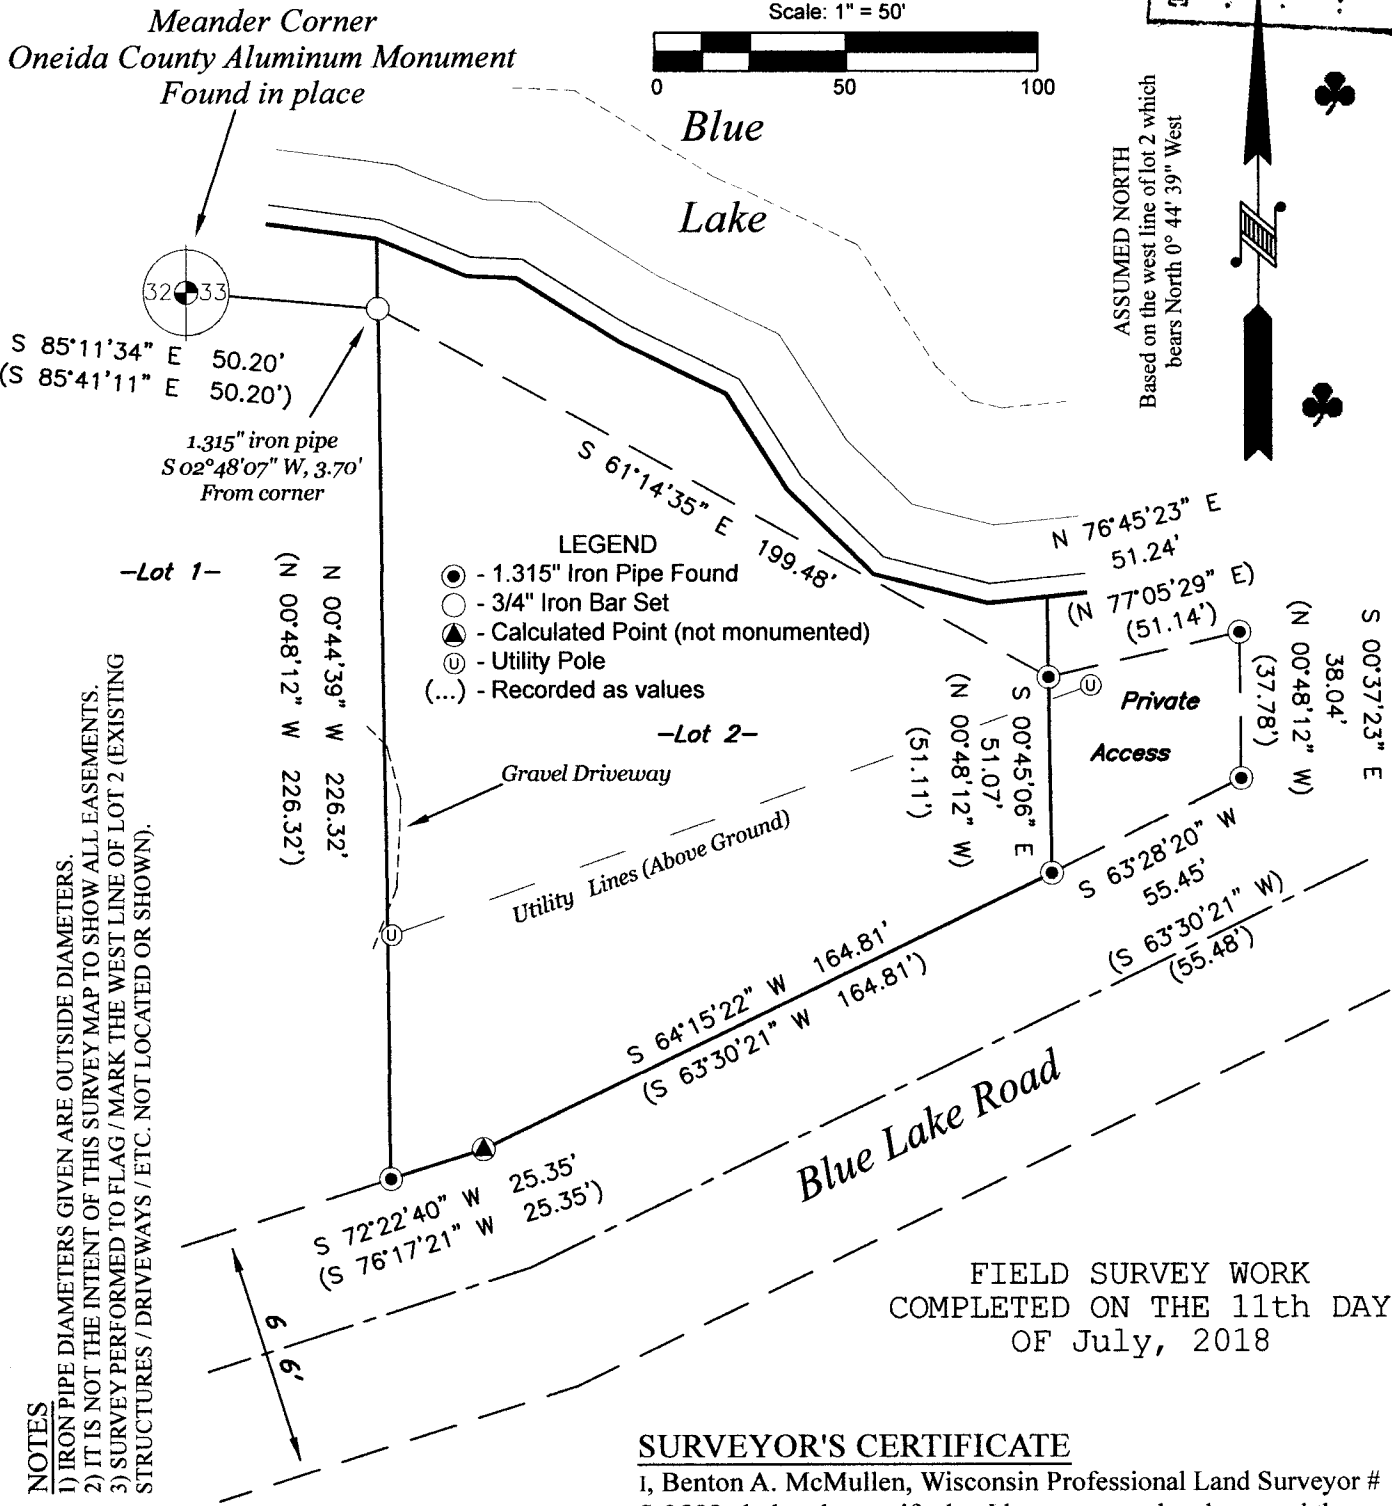 Meander Corner
Oneida County Aluminum Monument
Found in place
Scale: 1" = 50'
0 50 100
Blue
Lake
ASSUMED NORTH
Based on the west line of lot 2 which
bears North 0° 44' 39" West
32 33
S 85°11'34" E 50.20'
(S 85°41'11" E 50.20')
1.315" iron pipe
S 02°48'07" W, 3.70'
From corner
S 61°14'35" E 199.48'
N 76°45'23" E
51.24'
(N 77°05'29" E)
(51.14')
S 00°37'23" E
38.04'
(N 00°48'12" W)
(37.78')
-Lot 1-
N 00°44'39" W 226.32'
(N 00°48'12" W 226.32')
LEGEND
- 1.315" Iron Pipe Found
- 3/4" Iron Bar Set
- Calculated Point (not monumented)
U - Utility Pole
(...) - Recorded as values
-Lot 2-
U
Private
Access
S 00°45'06" E
51.07'
(N 00°48'12" W)
(51.11')
Gravel Driveway
Utility Lines (Above Ground)
U
S 63°28'20" W
55.45'
(S 63°30'21" W)
(55.48')
S 64°15'22" W 164.81'
(S 63°30'21" W 164.81')
S 72°22'40" W 25.35'
(S 76°17'21" W 25.35')
Blue Lake Road
66'
NOTES
1) IRON PIPE DIAMETERS GIVEN ARE OUTSIDE DIAMETERS.
2) IT IS NOT THE INTENT OF THIS SURVEY MAP TO SHOW ALL EASEMENTS.
3) SURVEY PERFORMED TO FLAG / MARK THE WEST LINE OF LOT 2 (EXISTING
STRUCTURES / DRIVEWAYS / ETC. NOT LOCATED OR SHOWN).
FIELD SURVEY WORK
COMPLETED ON THE 11th DAY
OF July, 2018
SURVEYOR'S CERTIFICATE
I, Benton A. McMullen, Wisconsin Professional Land Surveyor #